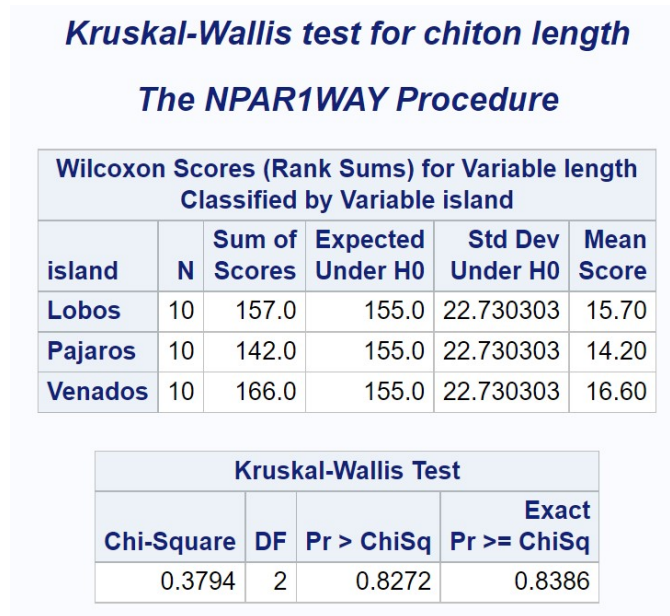 Kruskal-Wallis test for chiton length
The NPAR1WAY Procedure
Wilcoxon Scores (Rank Sums) for Variable length
Classified by Variable island
island N Sum of Scores Expected Under H0 Std Dev Under H0 Mean Score
Lobos 10 157.0 155.0 22.730303 15.70
Pajaros 10 142.0 155.0 22.730303 14.20
Venados 10 166.0 155.0 22.730303 16.60
Kruskal-Wallis Test
Chi-Square DF Pr > ChiSq Exact Pr >= ChiSq
0.3794 2 0.8272 0.8386